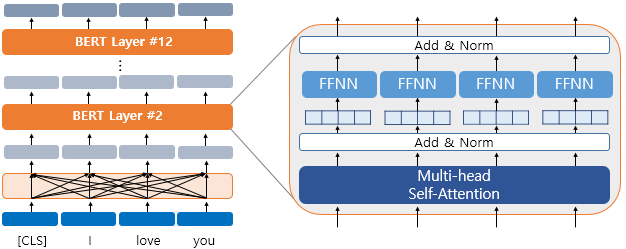 BERT Layer #12
⋮
BERT Layer #2
[CLS] I love you
Add & Norm
FFNN FFNN FFNN FFNN
Add & Norm
Multi-head
Self-Attention